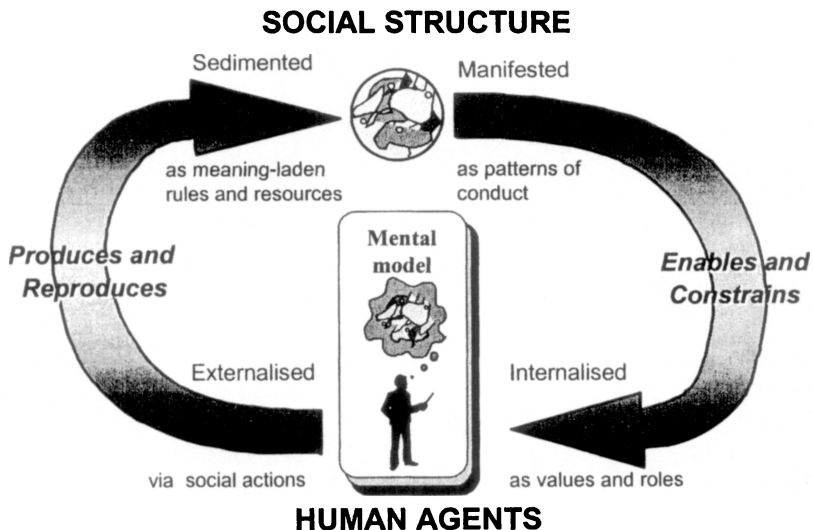 SOCIAL STRUCTURE
Sedimented
Manifested
as meaning-laden
rules and resources
as patterns of
conduct
Mental
model
Produces and
Reproduces
Enables and
Constrains
Externalised
Internalised
via social actions
as values and roles
HUMAN AGENTS